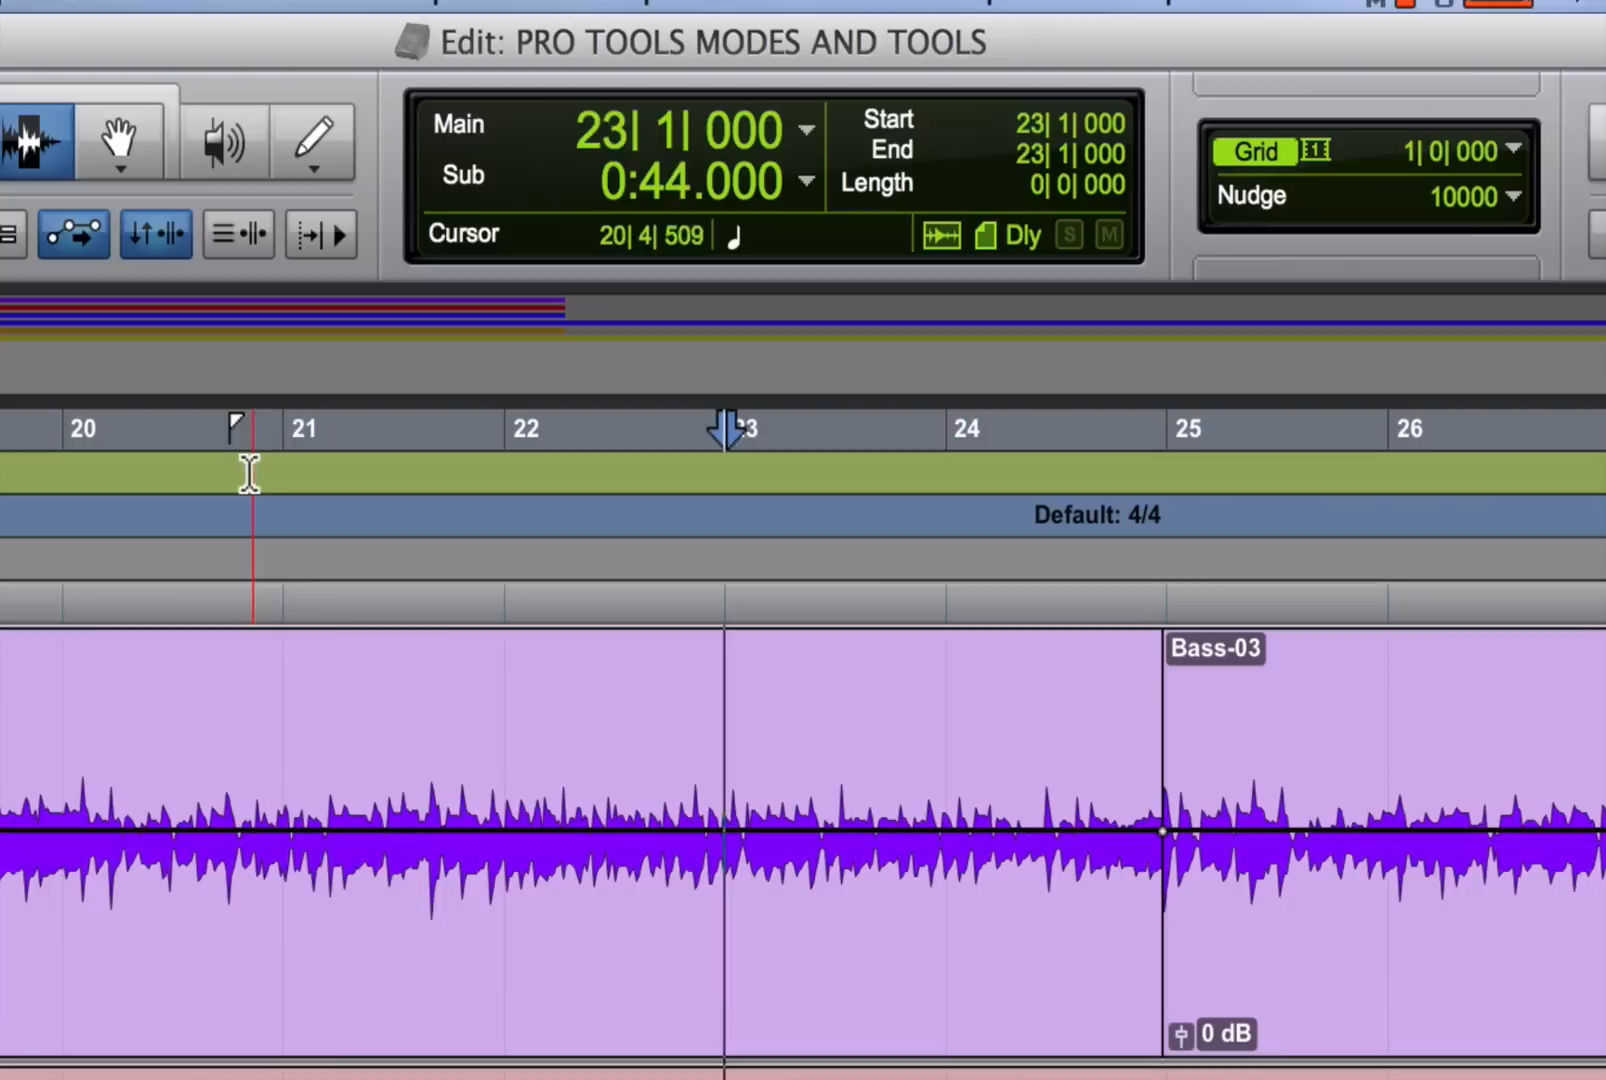 Edit: PRO TOOLS MODES AND TOOLS
Main 23| 1| 000
Sub 0:44.000
Cursor 20| 4| 509
Start 23| 1| 000
End 23| 1| 000
Length 0| 0| 000
Dly S M
Grid 1| 0| 000
Nudge 10000
20 21 22 23 24 25 26
Default: 4/4
Bass-03
0 dB